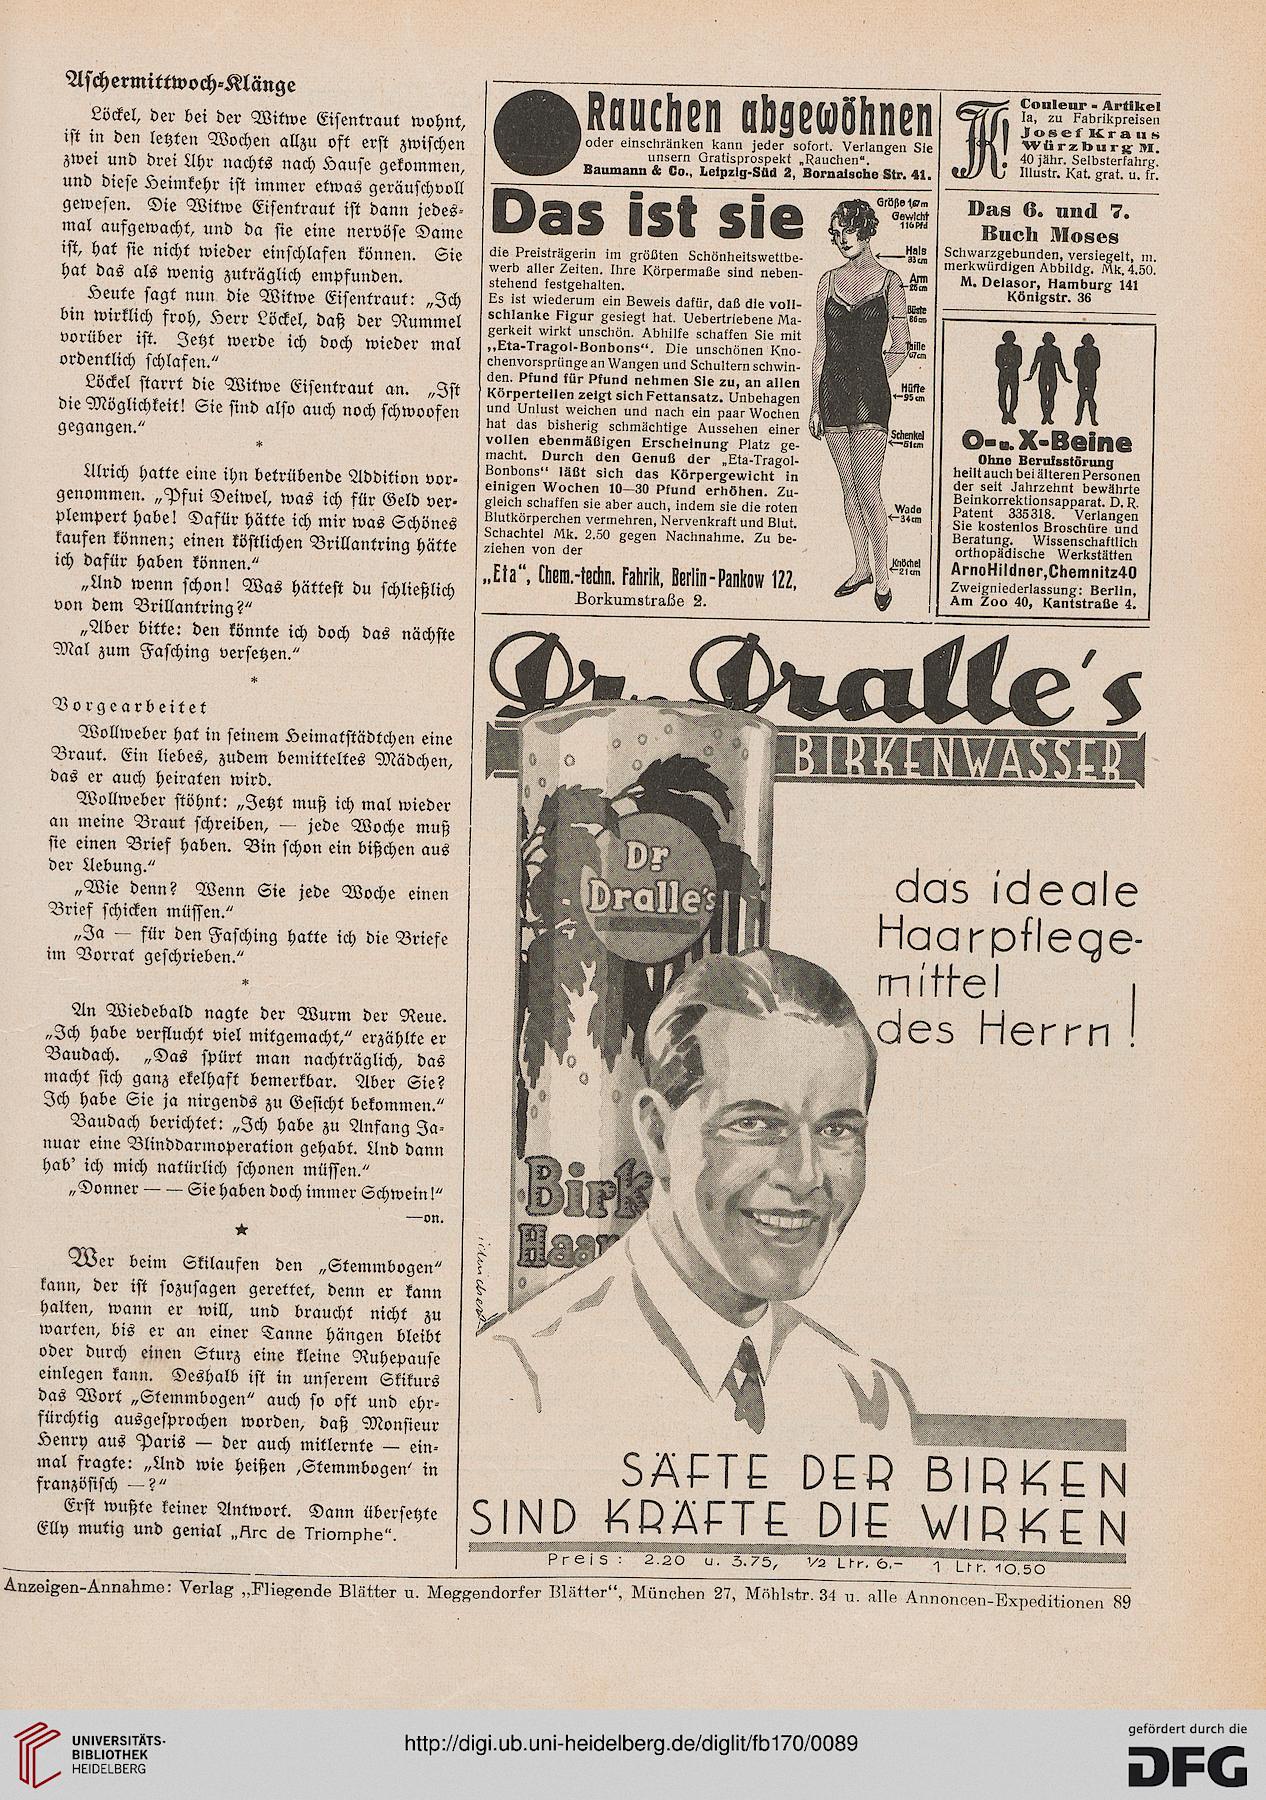 Aschermittwoch-Klänge
Löckel, der bei der Witwe Eisentraut wohnt,
ist in den letzten Wochen allzu oft erst zwischen
zwei und drei Uhr nachts nach Hause gekommen,
und diese Heimkehr ist immer etwas geräuschvoll
gewesen. Die Witwe Eisentraut ist dann jedes-
mal aufgewacht, und da sie eine nervöse Dame
ist, hat sie nicht wieder einschlafen können. Sie
hat das als wenig zuträglich empfunden.
Heute sagt nun die Witwe Eisentraut: „Ich
bin wirklich froh, Herr Löckel, daß der Rummel
vorüber ist. Jetzt werde ich doch wieder mal
ordentlich schlafen.“
Löckel starrt die Witwe Eisentraut an. „Ist
die Möglichkeit! Sie sind also auch noch schwoofen
gegangen.“
*
Ulrich hatte eine ihn betrübende Addition vor-
genommen. „Pfui Deiwel, was ich für Geld ver-
plempert habe! Dafür hätte ich mir was Schönes
kaufen können; einen köstlichen Brillantring hätte
ich dafür haben können.“
„Und wenn schon! Was hättest du schließlich
von dem Brillantring?“
„Aber bitte: den könnte ich doch das nächste
Mal zum Fasching versetzen.“
*
Vorgearbeitet
Wollweber hat in seinem Heimatstädtchen eine
Braut. Ein liebes, zudem bemitteltes Mädchen,
das er auch heiraten wird.
Wollweber stöhnt: „Jetzt muß ich mal wieder
an meine Braut schreiben, — jede Woche muß
sie einen Brief haben. Bin schon ein bißchen aus
der Uebung.“
„Wie denn? Wenn Sie jede Woche einen
Brief schicken müssen.“
„Ja — für den Fasching hatte ich die Briefe
im Vorrat geschrieben.“
*
An Wiedebald nagte der Wurm der Reue.
„Ich habe verflucht viel mitgemacht,“ erzählte er
Baudach. „Das spürt man nachträglich, das
macht sich ganz ekelhaft bemerkbar. Aber Sie?
Ich habe Sie ja nirgends zu Gesicht bekommen.“
Baudach berichtet: „Ich habe zu Anfang Ja-
nuar eine Blinddarmoperation gehabt. Und dann
hab’ ich mich natürlich schonen müssen.“
„Donner — — Sie haben doch immer Schwein!“
—on.
★
Wer beim Skilaufen den „Stemmbogen“
kann, der ist sozusagen gerettet, denn er kann
halten, wann er will, und braucht nicht zu
warten, bis er an einer Tanne hängen bleibt
oder durch einen Sturz eine kleine Ruhepause
einlegen kann. Deshalb ist in unserem Skikurs
das Wort „Stemmbogen“ auch so oft und ehr-
fürchtig ausgesprochen worden, daß Monsieur
Henry aus Paris — der auch mitlernte — ein-
mal fragte: „Und wie heißen ‚Stemmbogen‘ in
französisch —?“
Erst wußte keiner Antwort. Dann übersetzte
Elly mutig und genial „Arc de Triomphe“.
Rauchen abgewöhnen
oder einschränken kann jeder sofort. Verlangen Sie
unsern Gratisprospekt „Rauchen“.
Baumann & Co., Leipzig-Süd 2, Bornaische Str. 41.
Das ist sie
die Preisträgerin im größten Schönheitswettbe-
werb aller Zeiten. Ihre Körpermaße sind neben-
stehend festgehalten.
Es ist wiederum ein Beweis dafür, daß die voll-
schlanke Figur gesiegt hat. Uebertriebene Ma-
gerkeit wirkt unschön. Abhilfe schaffen Sie mit
„Eta-Tragol-Bonbons“. Die unschönen Kno-
chenvorsprünge an Wangen und Schultern schwin-
den. Pfund für Pfund nehmen Sie zu, an allen
Körperteilen zeigt sich Fettansatz. Unbehagen
und Unlust weichen und nach ein paar Wochen
hat das bisherig schmächtige Aussehen einer
vollen ebenmäßigen Erscheinung Platz ge-
macht. Durch den Genuß der „Eta-Tragol-
Bonbons“ läßt sich das Körpergewicht in
einigen Wochen 10—30 Pfund erhöhen. Zu-
gleich schaffen sie aber auch, indem sie die roten
Blutkörperchen vermehren, Nervenkraft und Blut.
Schachtel Mk. 2.50 gegen Nachnahme. Zu be-
ziehen von der
„Eta“, Chem.-techn. Fabrik, Berlin-Pankow 122,
Borkumstraße 2.
Größe 167m
Gewicht
116 Pfd
Hals
33 cm
Arm
26 cm
Büste
86 cm
Taille
67 cm
Hüfte
95 cm
Schenkel
51 cm
Wade
34 cm
Knöchel
21 cm
K!
Couleur-Artikel
Ia, zu Fabrikpreisen
Josef Kraus
Würzburg M.
40 jähr. Selbsterfahrg.
Illustr. Kat. grat. u. fr.
Das 6. und 7.
Buch Moses
Schwarzgebunden, versiegelt, m.
merkwürdigen Abbildg. Mk. 4.50.
M. Delasor, Hamburg 141
Königstr. 36
O- u. X-Beine
Ohne Berufsstörung
heilt auch bei älteren Personen
der seit Jahrzehnt bewährte
Beinkorrektionsapparat. D. R.
Patent 335318. Verlangen
Sie kostenlos Broschüre und
Beratung. Wissenschaftlich
orthopädische Werkstätten
Arno Hildner, Chemnitz 40
Zweigniederlassung: Berlin,
Am Zoo 40, Kantstraße 4.
Dr. Dralle's
BIRKENWASSER
Dr
Dralle's
Birk
Haar
das ideale
Haarpflege-
mittel
des Herrn!
SÄFTE DER BIRKEN
SIND KRÄFTE DIE WIRKEN
Preis: 2.20 u. 3.75, 1/2 Ltr. 6.- 1 Ltr. 10.50
Anzeigen-Annahme: Verlag „Fliegende Blätter u. Meggendorfer Blätter“, München 27, Möhlstr. 34 u. alle Annoncen-Expeditionen 89
UNIVERSITÄTS-
BIBLIOTHEK
HEIDELBERG
http://digi.ub.uni-heidelberg.de/diglit/fb170/0089
gefördert durch die
DFG